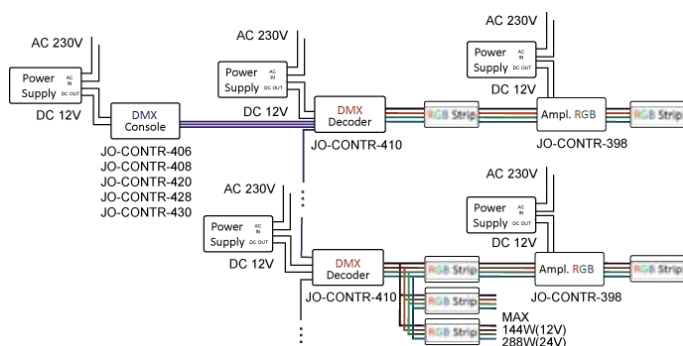 AC 230V
AC 230V
AC 230V
Power Supply AC IN DC OUT
Power Supply AC IN DC OUT
Power Supply AC IN DC OUT
DC 12V
DC 12V
DC 12V
DMX Console
DMX Decoder
RGB Strip
Ampl. RGB
RGB Strip
JO-CONTR-406
JO-CONTR-408
JO-CONTR-420
JO-CONTR-428
JO-CONTR-430
JO-CONTR-410
JO-CONTR-398
AC 230V
AC 230V
Power Supply AC IN DC OUT
Power Supply AC IN DC OUT
DC 12V
DC 12V
DMX Decoder
RGB Strip
Ampl. RGB
RGB Strip
JO-CONTR-410
JO-CONTR-398
RGB Strip
RGB Strip
MAX
144W(12V)
288W(24V)